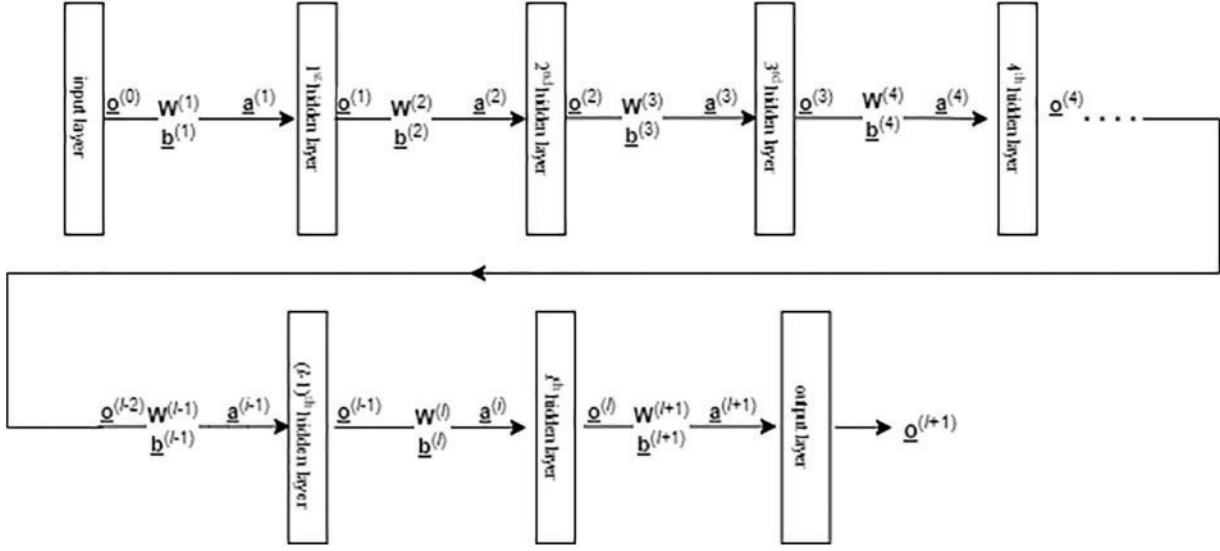 input layer
o⁽⁰⁾ W⁽¹⁾ a⁽¹⁾
b⁽¹⁾
1ˢᵗ hidden layer
o⁽¹⁾ W⁽²⁾ a⁽²⁾
b⁽²⁾
2ⁿᵈ hidden layer
o⁽²⁾ W⁽³⁾ a⁽³⁾
b⁽³⁾
3ⁿᵈ hidden layer
o⁽³⁾ W⁽⁴⁾ a⁽⁴⁾
b⁽⁴⁾
4ᵗʰ hidden layer
o⁽⁴⁾ .....
o⁽ˡ⁻²⁾ W⁽ˡ⁻¹⁾ a⁽ⁱ⁻¹⁾
b⁽ˡ⁻¹⁾
(l-1)ᵗʰ hidden layer
o⁽ˡ⁻¹⁾ W⁽ˡ⁾ a⁽ⁱ⁾
b⁽ˡ⁾
lᵗʰ hidden layer
o⁽ˡ⁾ W⁽ˡ⁺¹⁾ a⁽ˡ⁺¹⁾
b⁽ˡ⁺¹⁾
output layer
o⁽ˡ⁺¹⁾